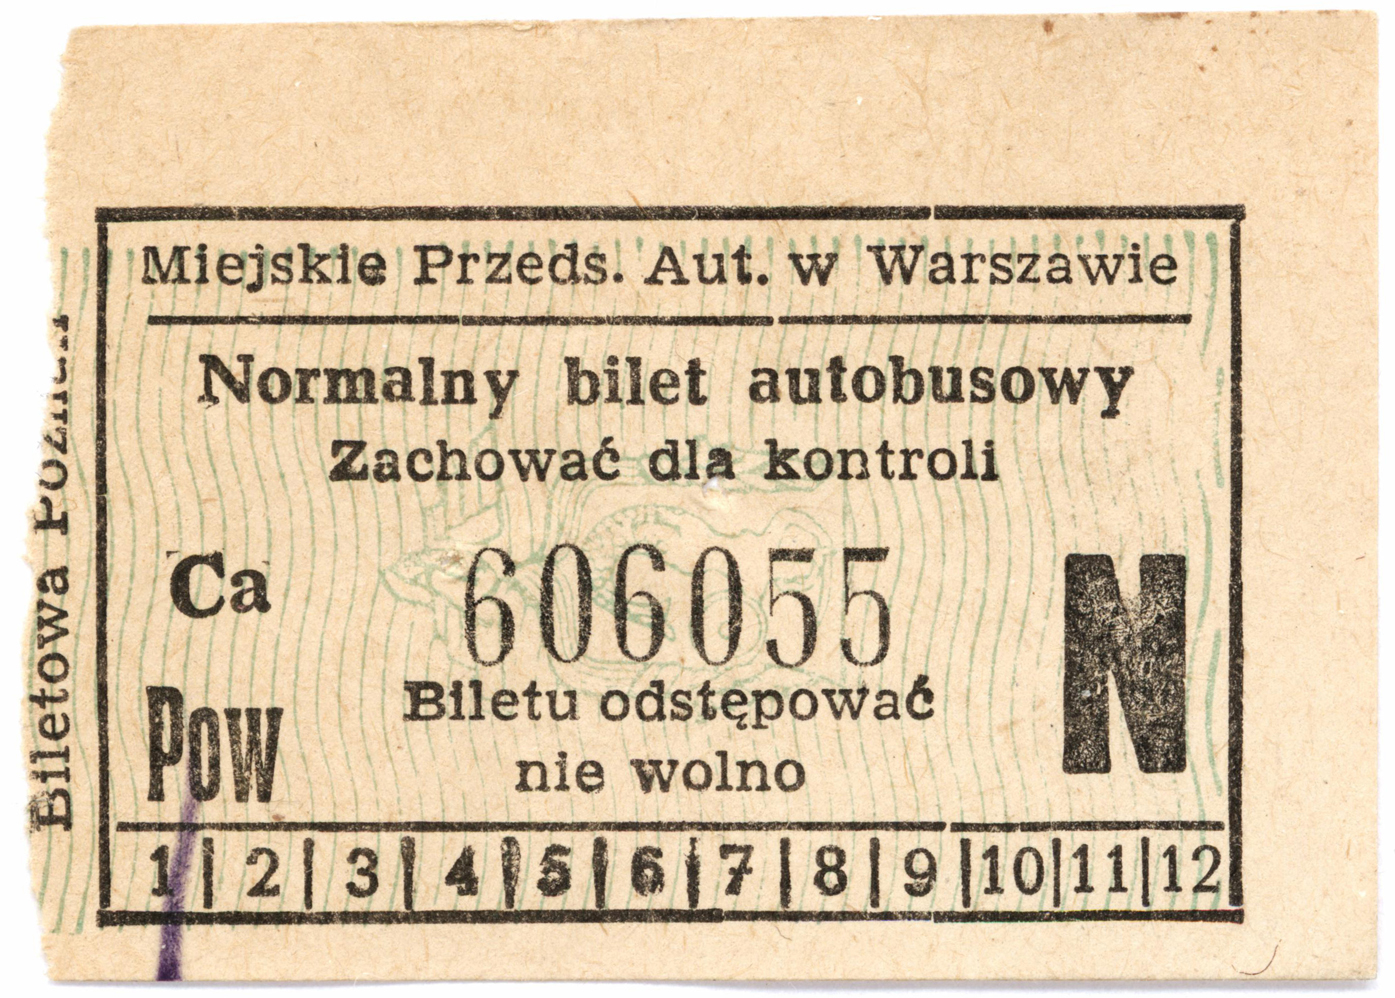 Miejskie Przeds. Aut. w Warszawie
Normalny bilet autobusowy
Zachować dla kontroli
Ca 606055 N
Pow
Biletu odstępować
nie wolno
1 | 2 | 3 | 4 | 5 | 6 | 7 | 8 | 9 | 10 | 11 | 12
Biletowa Poznań